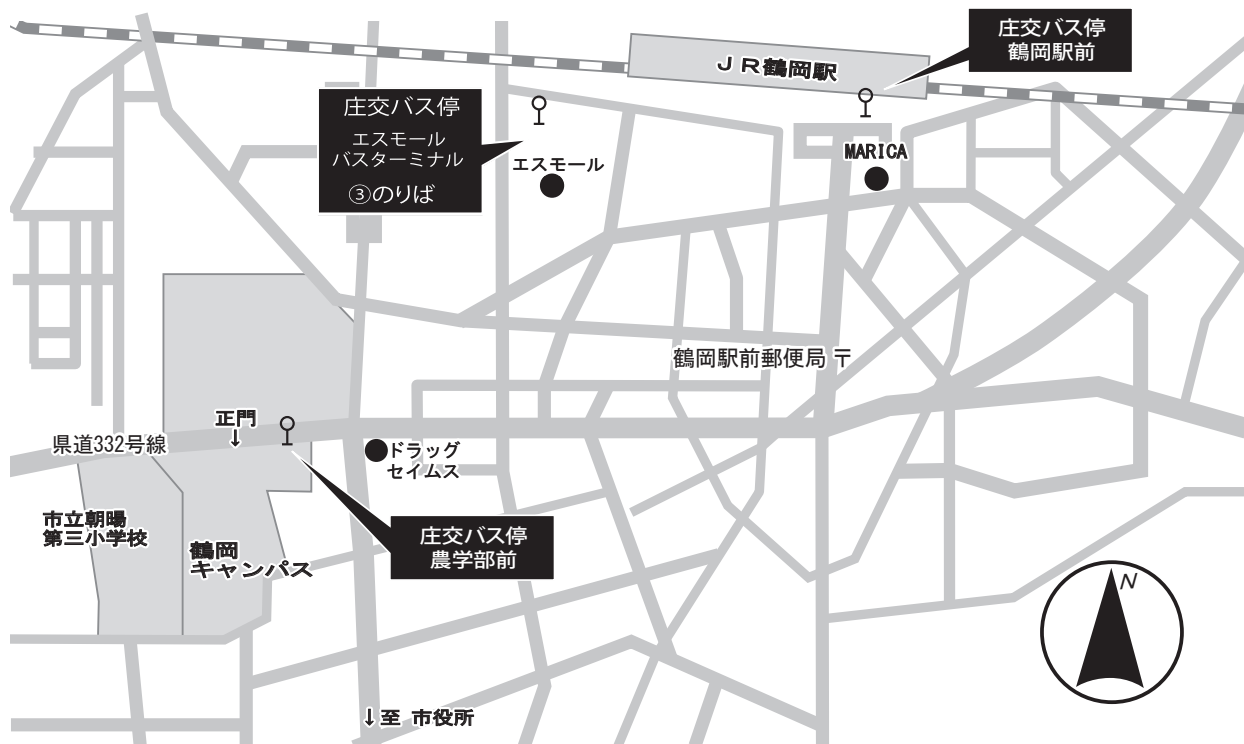 庄交バス停
鶴岡駅前
ＪＲ鶴岡駅
庄交バス停
エスモール
バスターミナル
③のりば
エスモール
MARICA
鶴岡駅前郵便局 〒
正門
↓
県道332号線
ドラッグ
セイムス
市立朝暘
第三小学校
鶴岡
キャンパス
庄交バス停
農学部前
N
↓至 市役所